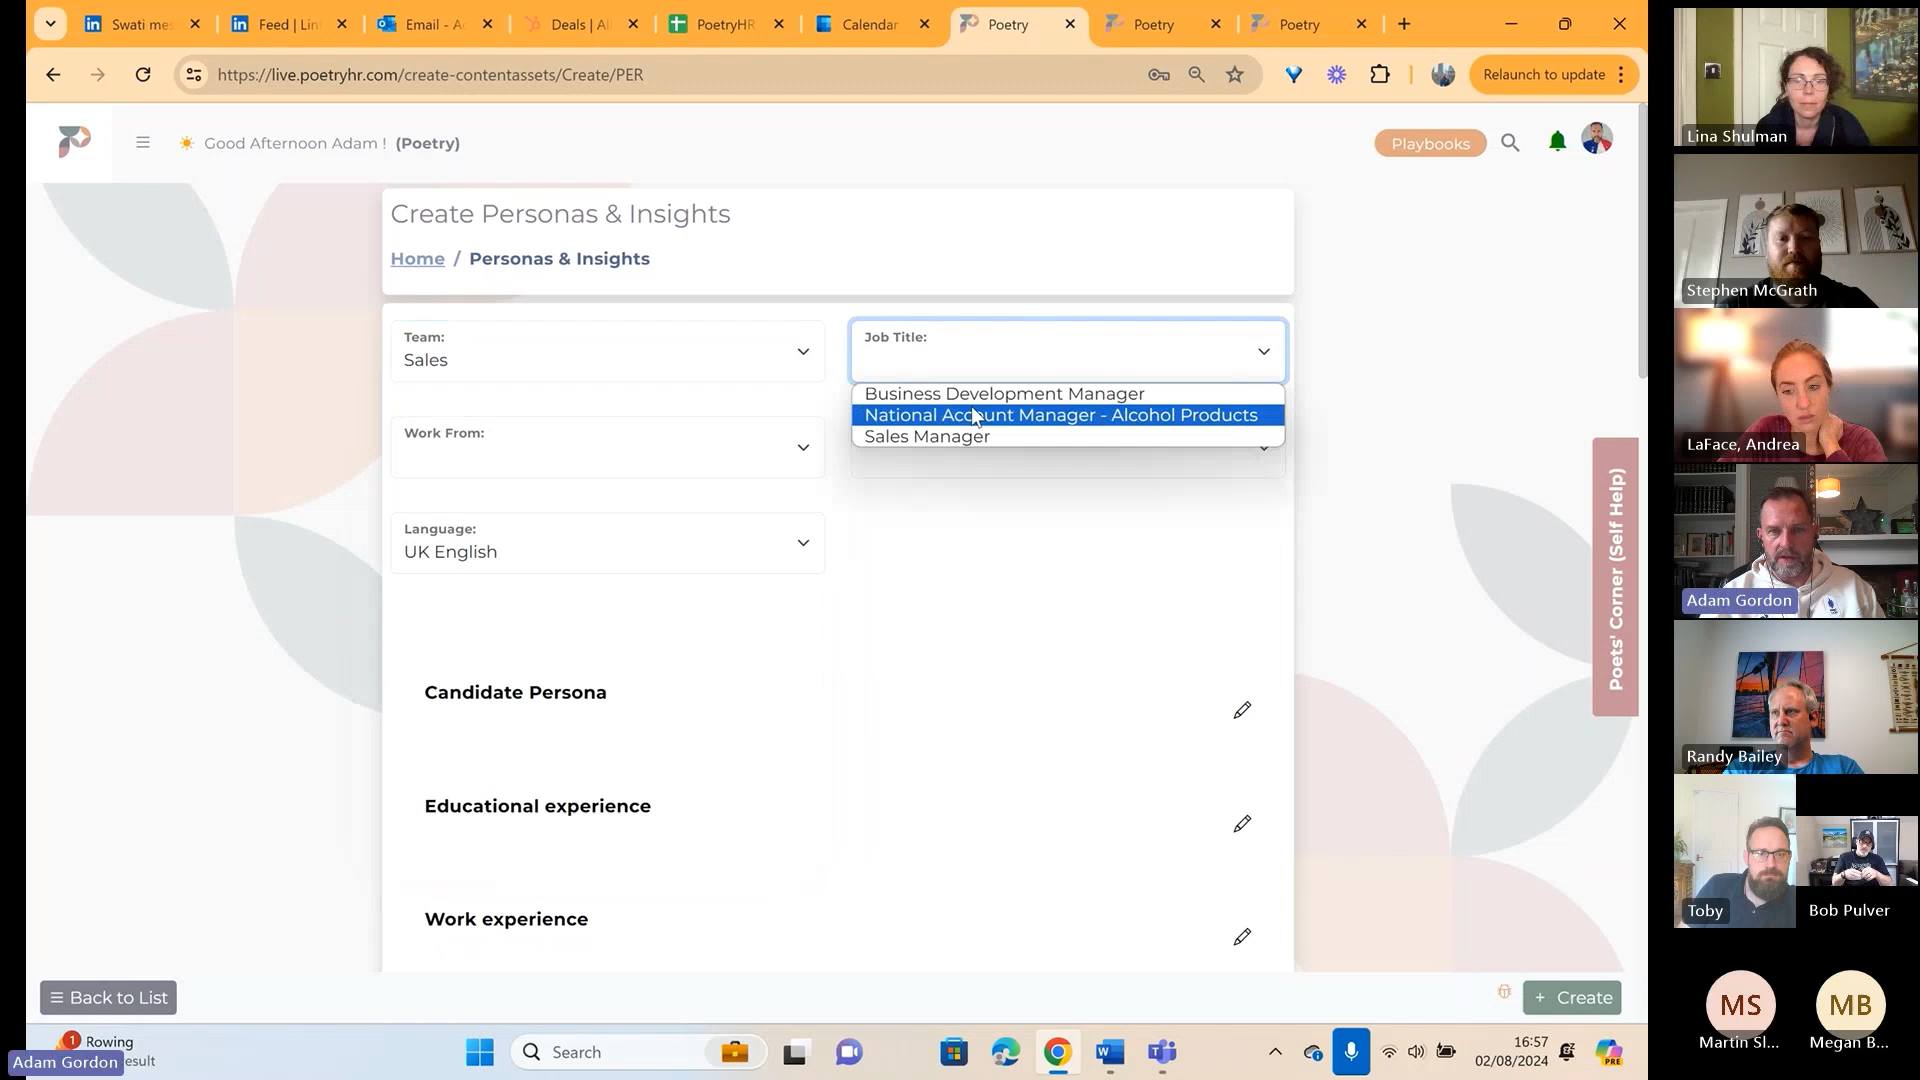 Swati mes
Feed | Lin
Email - A
Deals | Al
PoetryHR
Calendar
Poetry
Poetry
Poetry
https://live.poetryhr.com/create-contentassets/Create/PER
Relaunch to update
Good Afternoon Adam ! (Poetry)
Playbooks
Create Personas & Insights
Home / Personas & Insights
Team:
Sales
Job Title:
Business Development Manager
National Account Manager - Alcohol Products
Sales Manager
Work From:
Language:
UK English
Candidate Persona
Educational experience
Work experience
Poets' Corner (Self Help)
Back to List
+ Create
1
Rowing
esult
Adam Gordon
Search
16:57
02/08/2024
PRE
Lina Shulman
Stephen McGrath
LaFace, Andrea
Adam Gordon
Randy Bailey
Toby
Bob Pulver
MS
Martin Sl...
MB
Megan B...